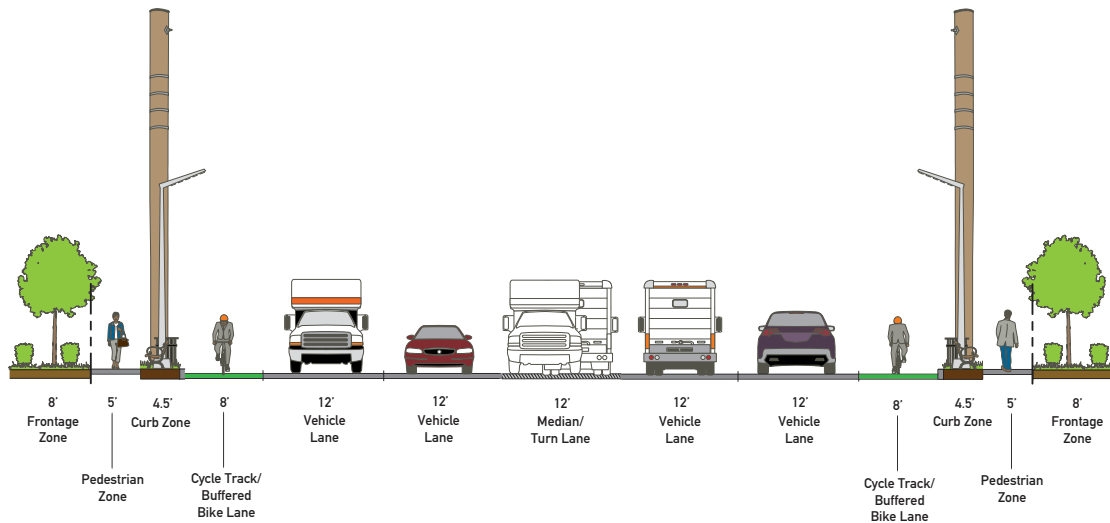 8'
Frontage
Zone
5'
Pedestrian
Zone
4.5'
Curb Zone
8'
Cycle Track/
Buffered
Bike Lane
12'
Vehicle
Lane
12'
Vehicle
Lane
12'
Median/
Turn Lane
12'
Vehicle
Lane
12'
Vehicle
Lane
8'
Cycle Track/
Buffered
Bike Lane
4.5'
Curb Zone
5'
Pedestrian
Zone
8'
Frontage
Zone